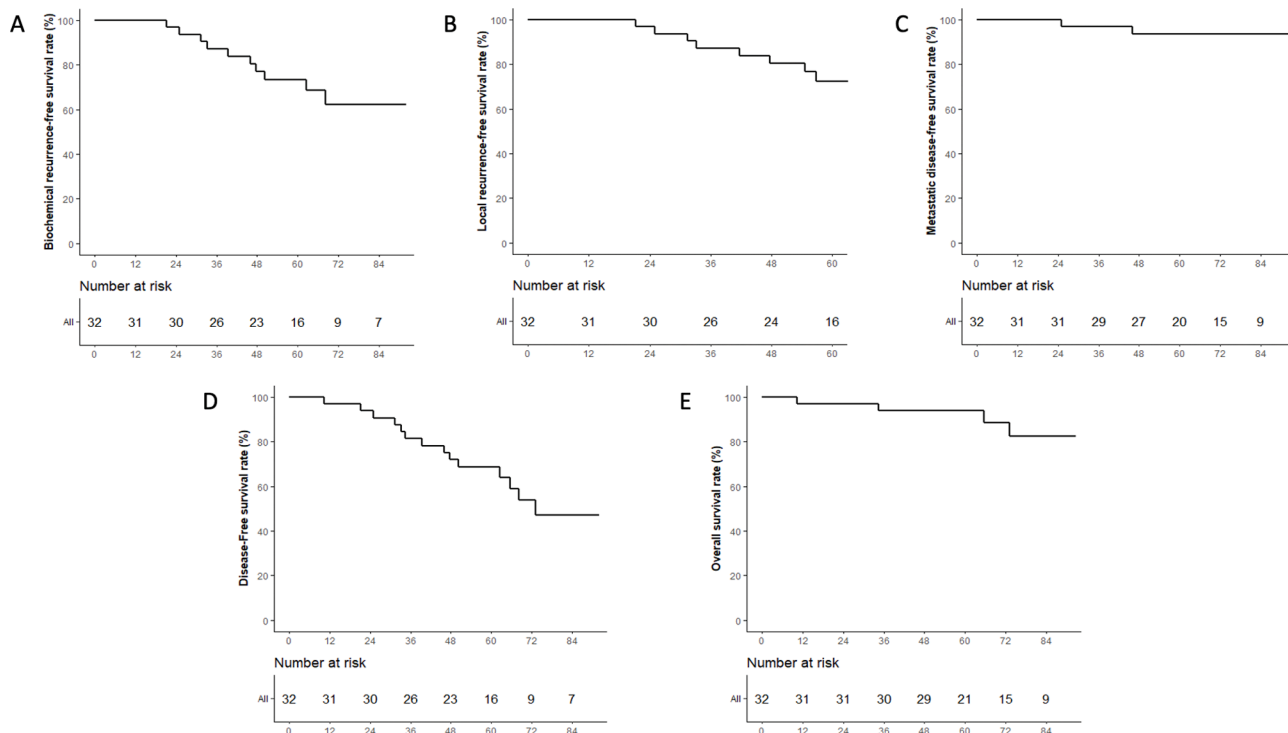 A
Biochemical recurrence-free survival rate (%)
100
80
60
40
20
0
0 12 24 36 48 60 72 84
Number at risk
All 32 31 30 26 23 16 9 7
0 12 24 36 48 60 72 84
B
Local recurrence-free survival rate (%)
100
80
60
40
20
0
0 12 24 36 48 60
Number at risk
All 32 31 30 26 24 16
0 12 24 36 48 60
C
Metastatic disease-free survival rate (%)
100
80
60
40
20
0
0 12 24 36 48 60 72 84
Number at risk
All 32 31 31 29 27 20 15 9
0 12 24 36 48 60 72 84
D
Disease-Free survival rate (%)
100
80
60
40
20
0
0 12 24 36 48 60 72 84
Number at risk
All 32 31 30 26 23 16 9 7
0 12 24 36 48 60 72 84
E
Overall survival rate (%)
100
80
60
40
20
0
0 12 24 36 48 60 72 84
Number at risk
All 32 31 31 30 29 21 15 9
0 12 24 36 48 60 72 84